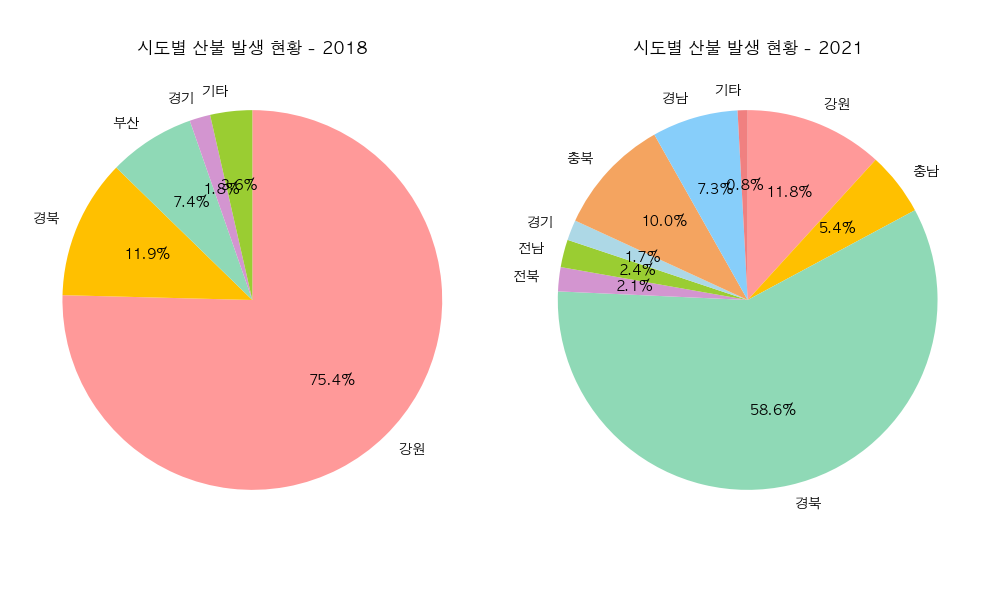 시도별 산불 발생 현황 - 2018
기타
경기
부산
경북
강원
3.6%
1.8%
7.4%
11.9%
75.4%
시도별 산불 발생 현황 - 2021
기타
경남
강원
충북
충남
경기
전남
전북
경북
0.8%
7.3%
11.8%
10.0%
5.4%
1.7%
2.4%
2.1%
58.6%